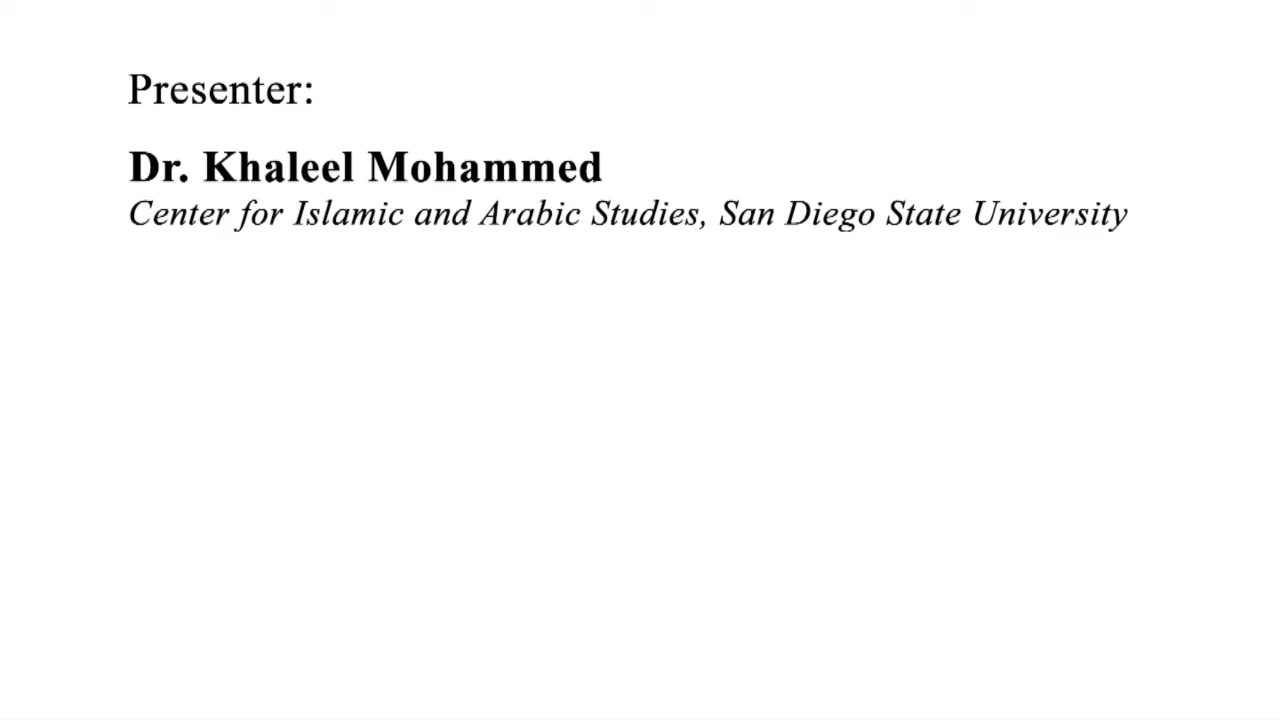 Presenter:
Dr. Khaleel Mohammed
Center for Islamic and Arabic Studies, San Diego State University